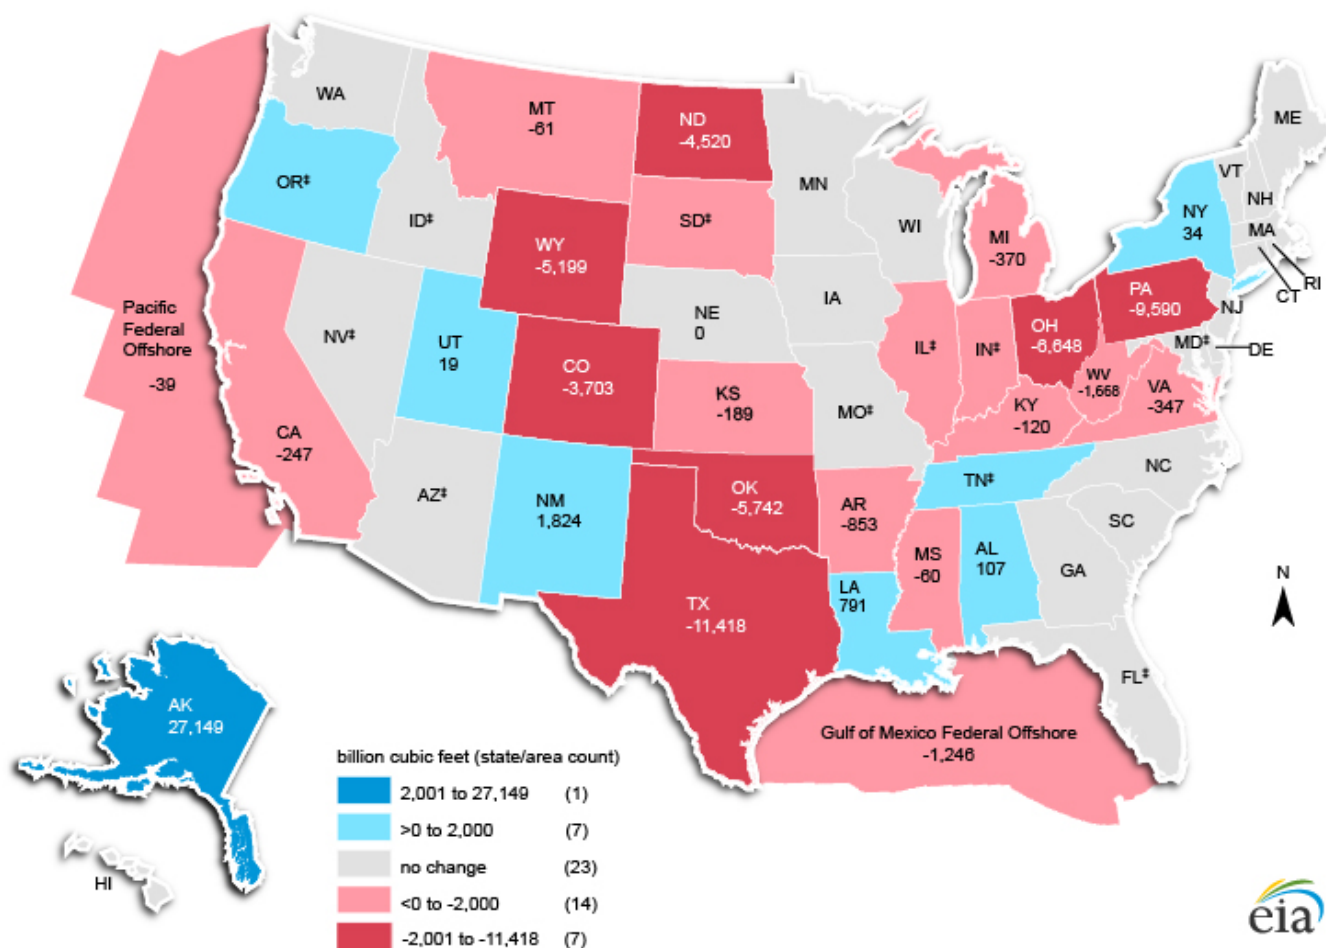 WA
MT
-61
ND
-4,520
ME
OR‡
ID‡
MN
VT
NH
WY
-5,199
SD‡
WI
MI
-370
NY
34
MA
RI
CT
Pacific
Federal
Offshore
-39
NV‡
UT
19
NE
0
IA
IL‡
IN‡
OH
-6,648
PA
-9,590
NJ
MD‡
DE
CA
-247
CO
-3,703
KS
-189
MO‡
KY
-120
WV
-1,668
VA
-347
AZ‡
NM
1,824
OK
-5,742
AR
-853
TN‡
NC
SC
TX
-11,418
LA
791
MS
-60
AL
107
GA
N
FL‡
AK
27,149
Gulf of Mexico Federal Offshore
-1,246
HI
billion cubic feet (state/area count)
2,001 to 27,149 (1)
>0 to 2,000 (7)
no change (23)
<0 to -2,000 (14)
-2,001 to -11,418 (7)
eia